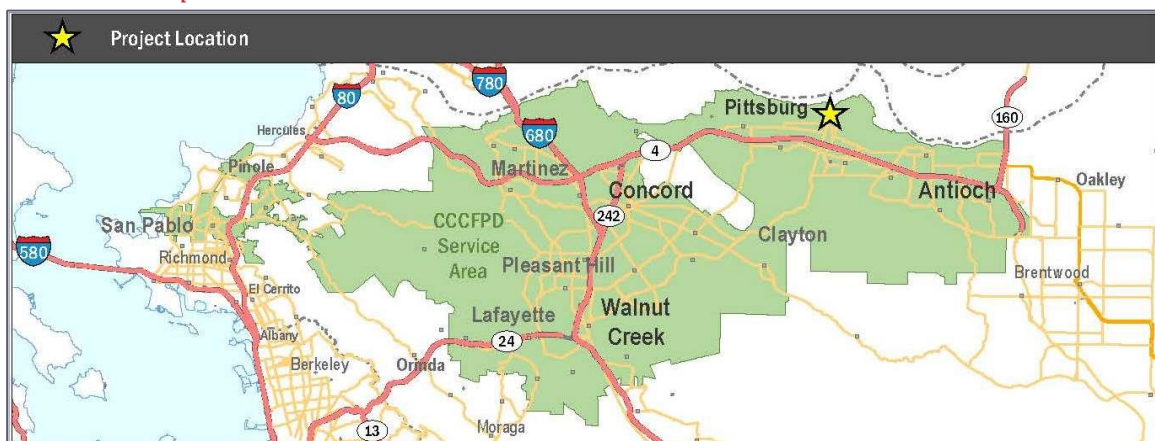 Project Location
780
80
Pittsburg
160
Hercules
680
4
Martinez
Pinole
Concord
Antioch
Oakley
CCCFPD
Service
Area
242
San Pablo
Clayton
580
Richmond
Pleasant Hill
Brentwood
El Cerrito
Walnut
Creek
Lafayette
Albany
24
Berkeley
Orinda
Moraga
13